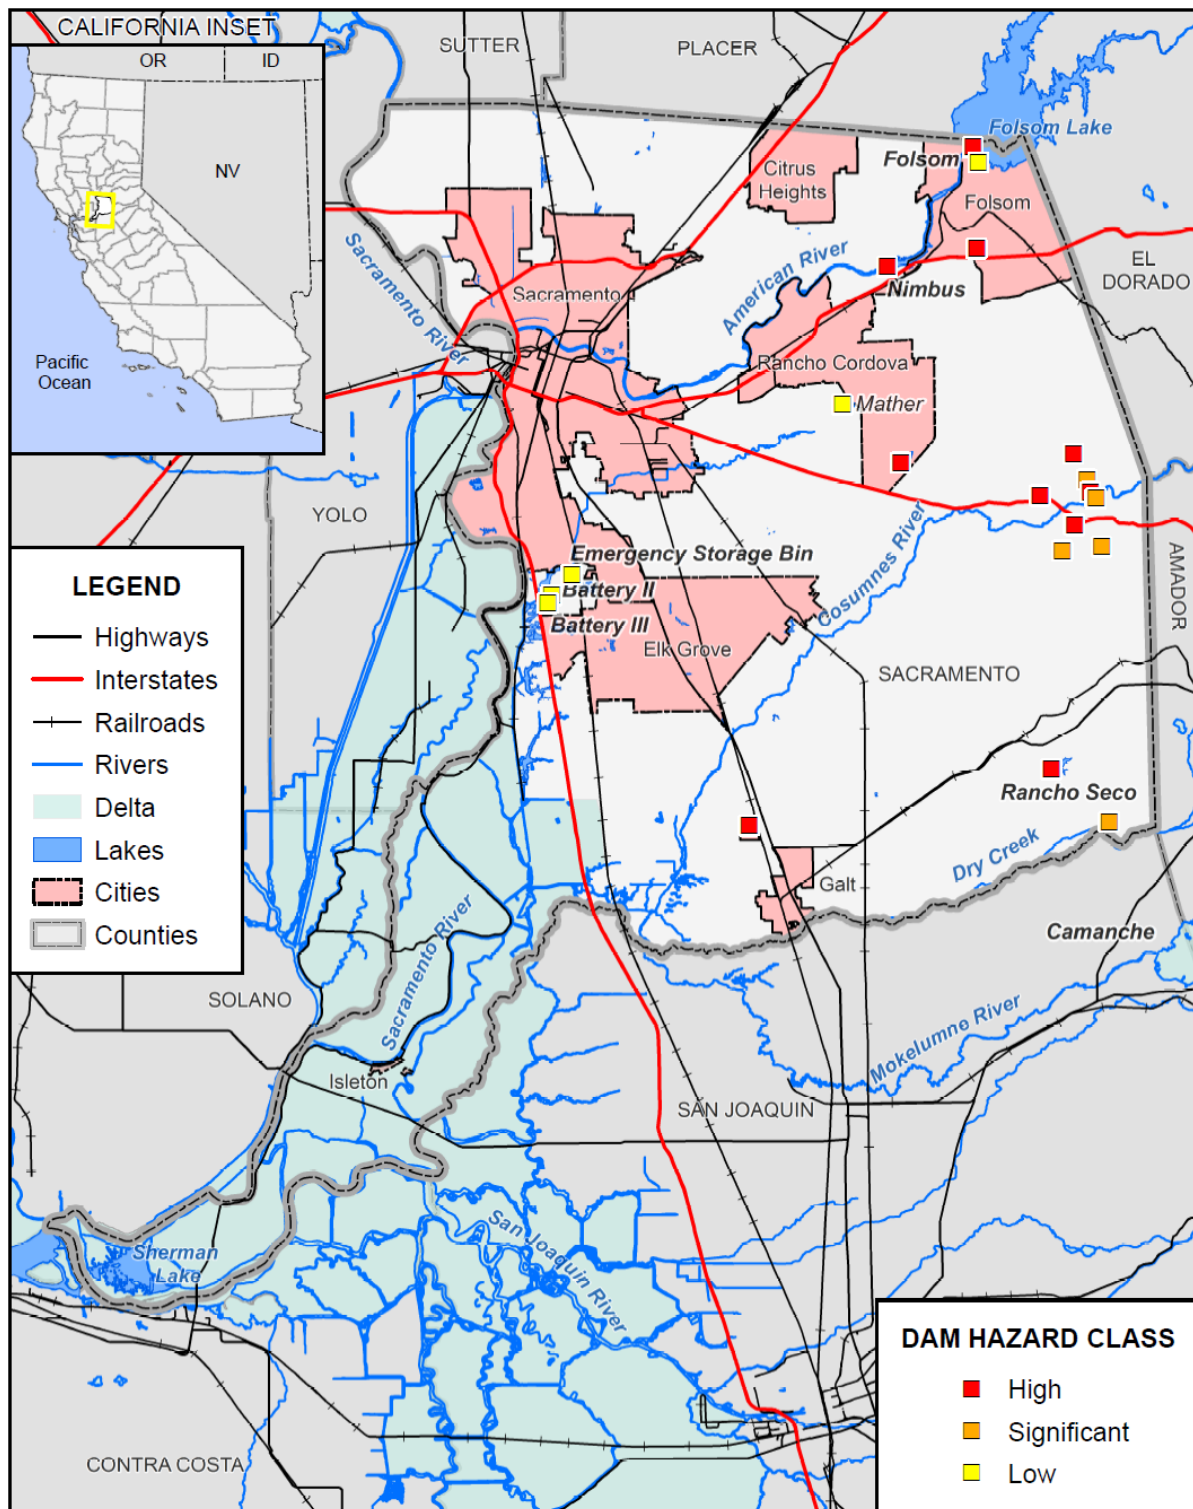 CALIFORNIA INSET
OR
ID
NV
Pacific
Ocean
SUTTER
PLACER
Folsom Lake
Folsom
Citrus
Heights
Folsom
EL
DORADO
Sacramento River
Sacramento
American River
Nimbus
Rancho Cordova
Mather
YOLO
Cosumnes River
AMADOR
Emergency Storage Bin
Battery II
Battery III
Elk Grove
SACRAMENTO
LEGEND
Highways
Interstates
Railroads
Rivers
Delta
Lakes
Cities
Counties
Rancho Seco
Dry Creek
Galt
Camanche
Sacramento River
SOLANO
Mokelumne River
Isleton
SAN JOAQUIN
San Joaquin River
Sherman
Lake
CONTRA COSTA
DAM HAZARD CLASS
High
Significant
Low